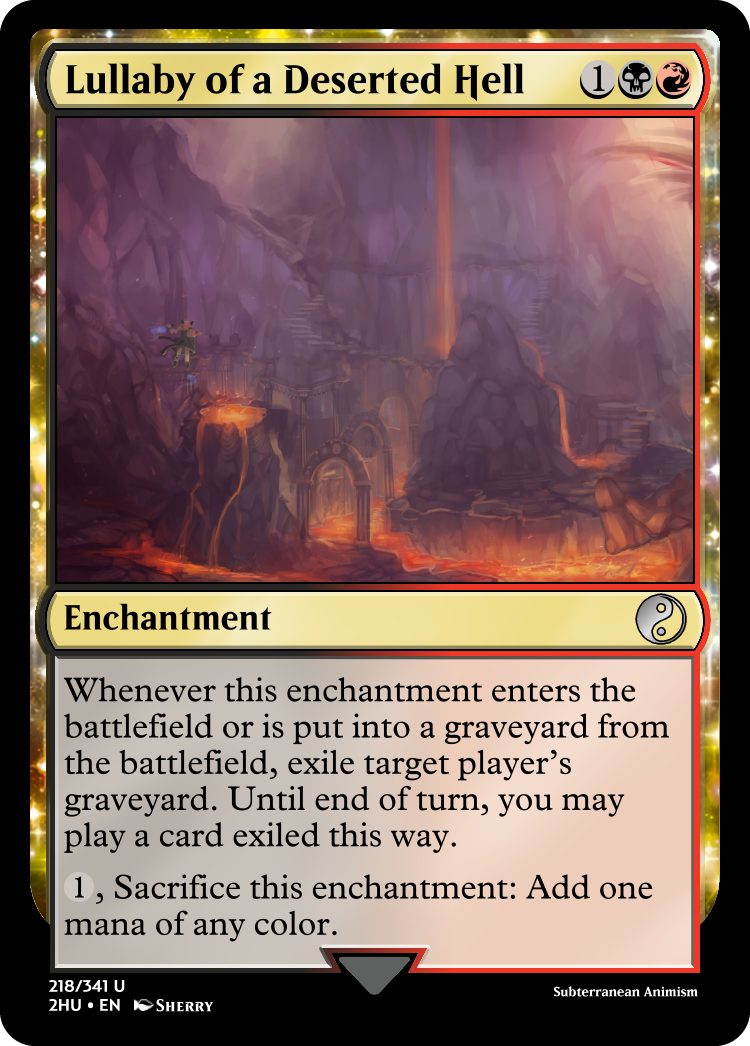 Lullaby of a Deserted Hell 1
Enchantment
Whenever this enchantment enters the
battlefield or is put into a graveyard from
the battlefield, exile target player’s
graveyard. Until end of turn, you may
play a card exiled this way.
1, Sacrifice this enchantment: Add one
mana of any color.
218/341 U
2HU • EN SHERRY
Subterranean Animism